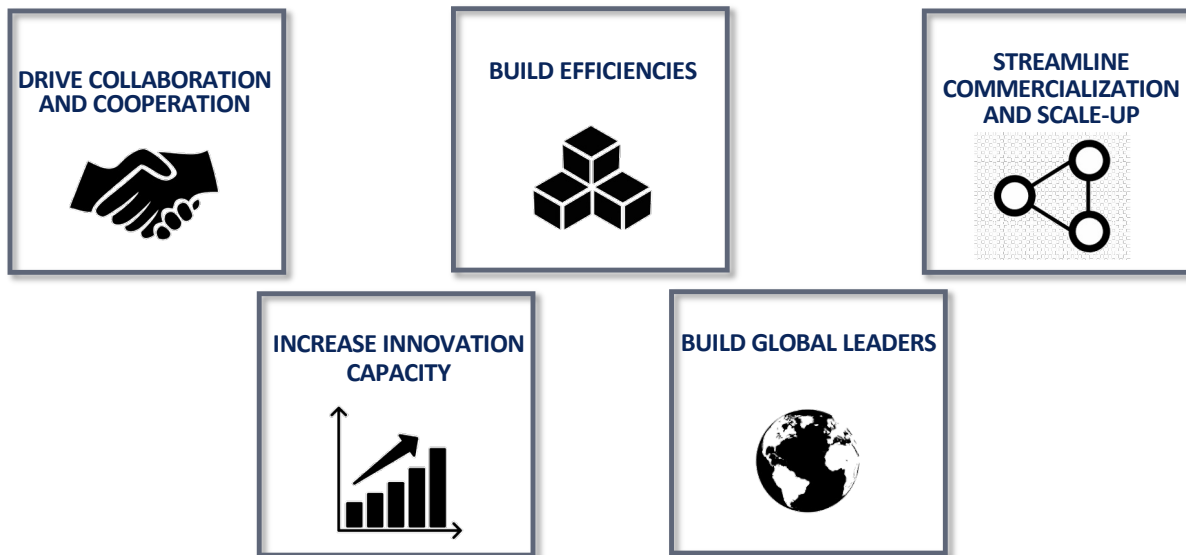 DRIVE COLLABORATION
AND COOPERATION
BUILD EFFICIENCIES
STREAMLINE
COMMERCIALIZATION
AND SCALE-UP
INCREASE INNOVATION
CAPACITY
BUILD GLOBAL LEADERS